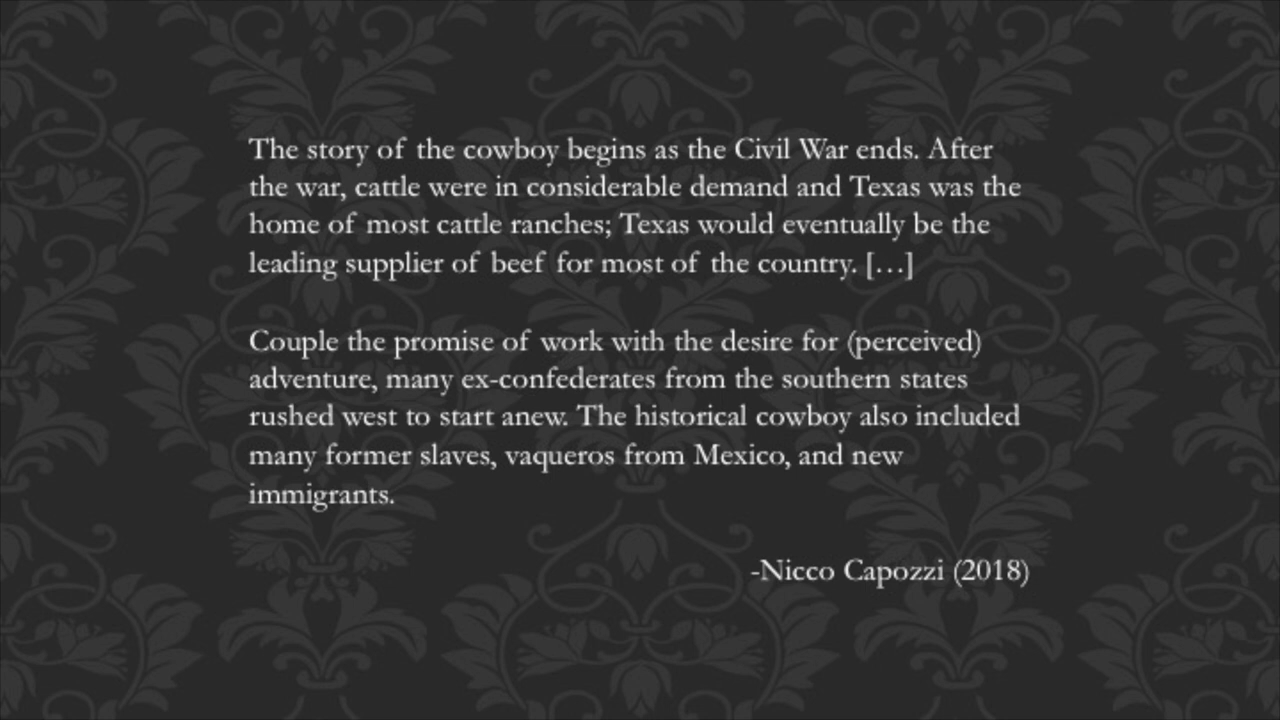 The story of the cowboy begins as the Civil War ends. After
the war, cattle were in considerable demand and Texas was the
home of most cattle ranches; Texas would eventually be the
leading supplier of beef for most of the country. […]
Couple the promise of work with the desire for (perceived)
adventure, many ex-confederates from the southern states
rushed west to start anew. The historical cowboy also included
many former slaves, vaqueros from Mexico, and new
immigrants.
-Nicco Capozzi (2018)